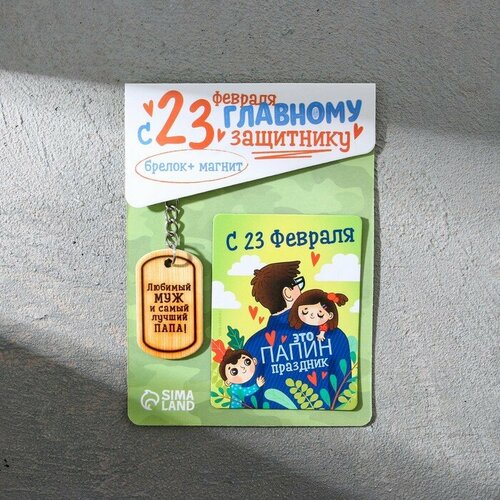 С 23 февраля
ГЛАВНОМУ
защитнику
брелок+ магнит
Любимый
МУЖ
и самый
лучший
ПАПА!
С 23 Февраля
это
ПАПИН
праздник
SIMA
LAND